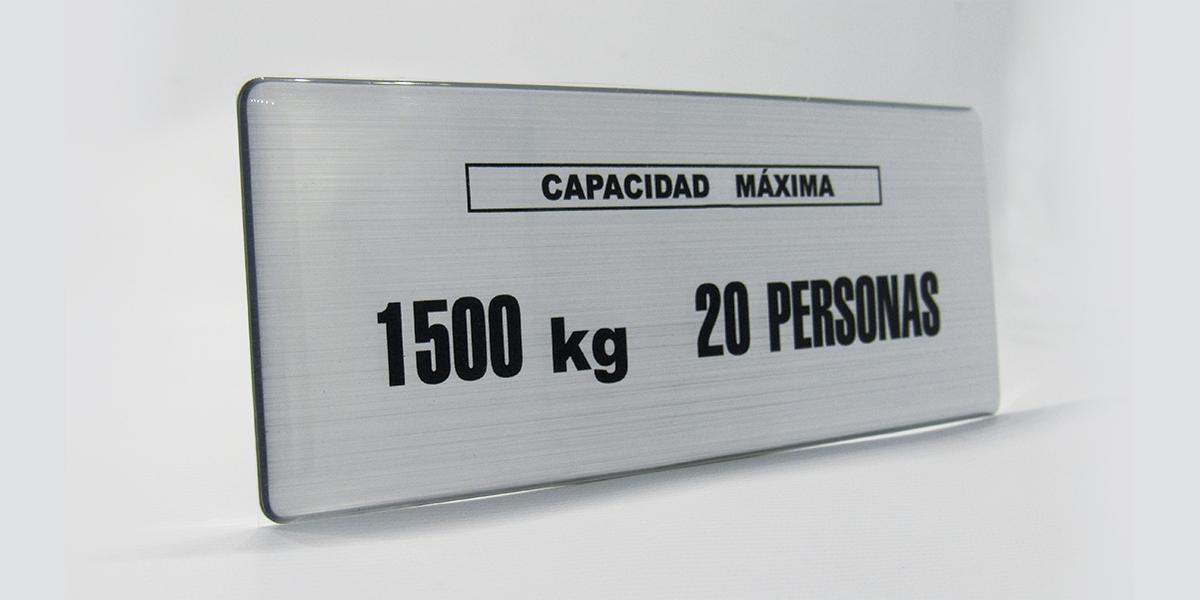 CAPACIDAD MÁXIMA
1500 kg 20 PERSONAS